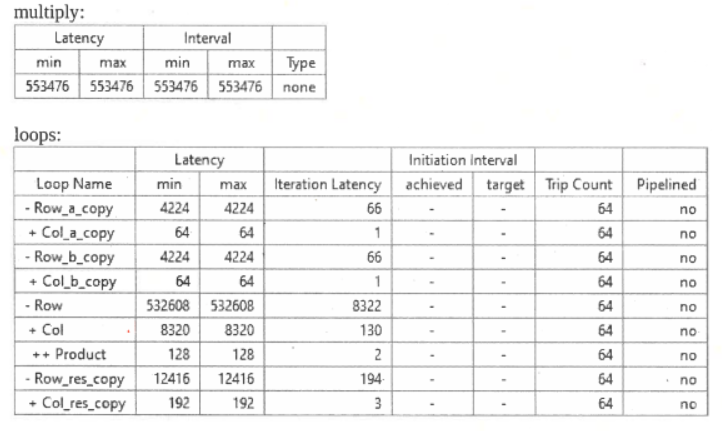 multiply:
Latency Interval
min max min max Type
553476 553476 553476 553476 none
loops:
Latency Initiation Interval
Loop Name min max Iteration Latency achieved target Trip Count Pipelined
- Row_a_copy 4224 4224 66 - - 64 no
+ Col_a_copy 64 64 1 - - 64 no
- Row_b_copy 4224 4224 66 - - 64 no
+ Col_b_copy 64 64 1 - - 64 no
- Row 532608 532608 8322 - - 64 no
+ Col 8320 8320 130 - - 64 no
++ Product 128 128 2 - - 64 no
- Row_res_copy 12416 12416 194 - - 64 no
+ Col_res_copy 192 192 3 - - 64 no